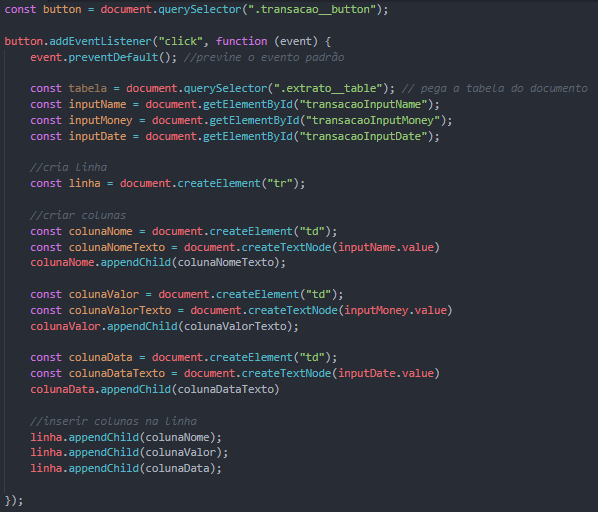 const button = document.querySelector(".transacao__button");
button.addEventListener("click", function (event) {
event.preventDefault(); //previne o evento padrão
const tabela = document.querySelector(".extrato__table"); // pega a tabela do documento
const inputName = document.getElementById("transacaoInputName");
const inputMoney = document.getElementById("transacaoInputMoney");
const inputDate = document.getElementById("transacaoInputDate");
//cria linha
const linha = document.createElement("tr");
//criar colunas
const colunaNome = document.createElement("td");
const colunaNomeTexto = document.createTextNode(inputName.value)
colunaNome.appendChild(colunaNomeTexto);
const colunaValor = document.createElement("td");
const colunaValorTexto = document.createTextNode(inputMoney.value)
colunaValor.appendChild(colunaValorTexto);
const colunaData = document.createElement("td");
const colunaDataTexto = document.createTextNode(inputDate.value)
colunaData.appendChild(colunaDataTexto)
//inserir colunas na linha
linha.appendChild(colunaNome);
linha.appendChild(colunaValor);
linha.appendChild(colunaData);
});